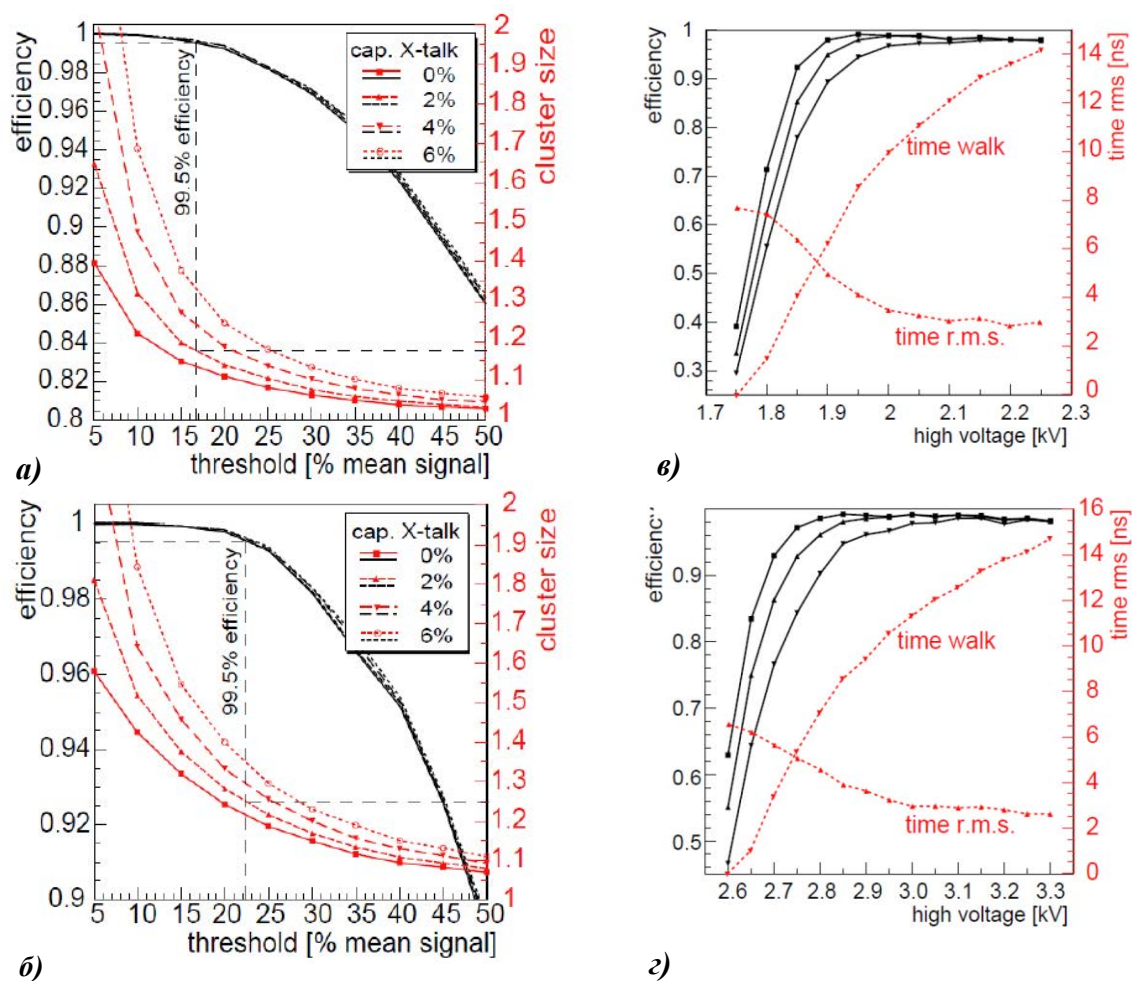 1
0.98
0.96
0.94
0.92
0.9
0.88
0.86
0.84
0.82
0.8
efficiency
2
1.9
1.8
1.7
1.6
1.5
1.4
1.3
1.2
1.1
1
cluster size
cap. X-talk
0%
2%
4%
6%
99.5% efficiency
5 10 15 20 25 30 35 40 45 50
threshold [% mean signal]
а)
1
0.9
0.8
0.7
0.6
0.5
0.4
0.3
efficiency
14
12
10
8
6
4
2
0
time rms [ns]
time walk
time r.m.s.
1.7 1.8 1.9 2 2.1 2.2 2.3
high voltage [kV]
в)
1
0.98
0.96
0.94
0.92
0.9
efficiency
2
1.9
1.8
1.7
1.6
1.5
1.4
1.3
1.2
1.1
1
cluster size
cap. X-talk
0%
2%
4%
6%
99.5% efficiency
5 10 15 20 25 30 35 40 45 50
threshold [% mean signal]
б)
0.9
0.8
0.7
0.6
0.5
16
14
12
10
8
6
4
2
0
time rms [ns]
time walk
time r.m.s.
2.6 2.7 2.8 2.9 3.0 3.1 3.2 3.3
high voltage [kV]
г)